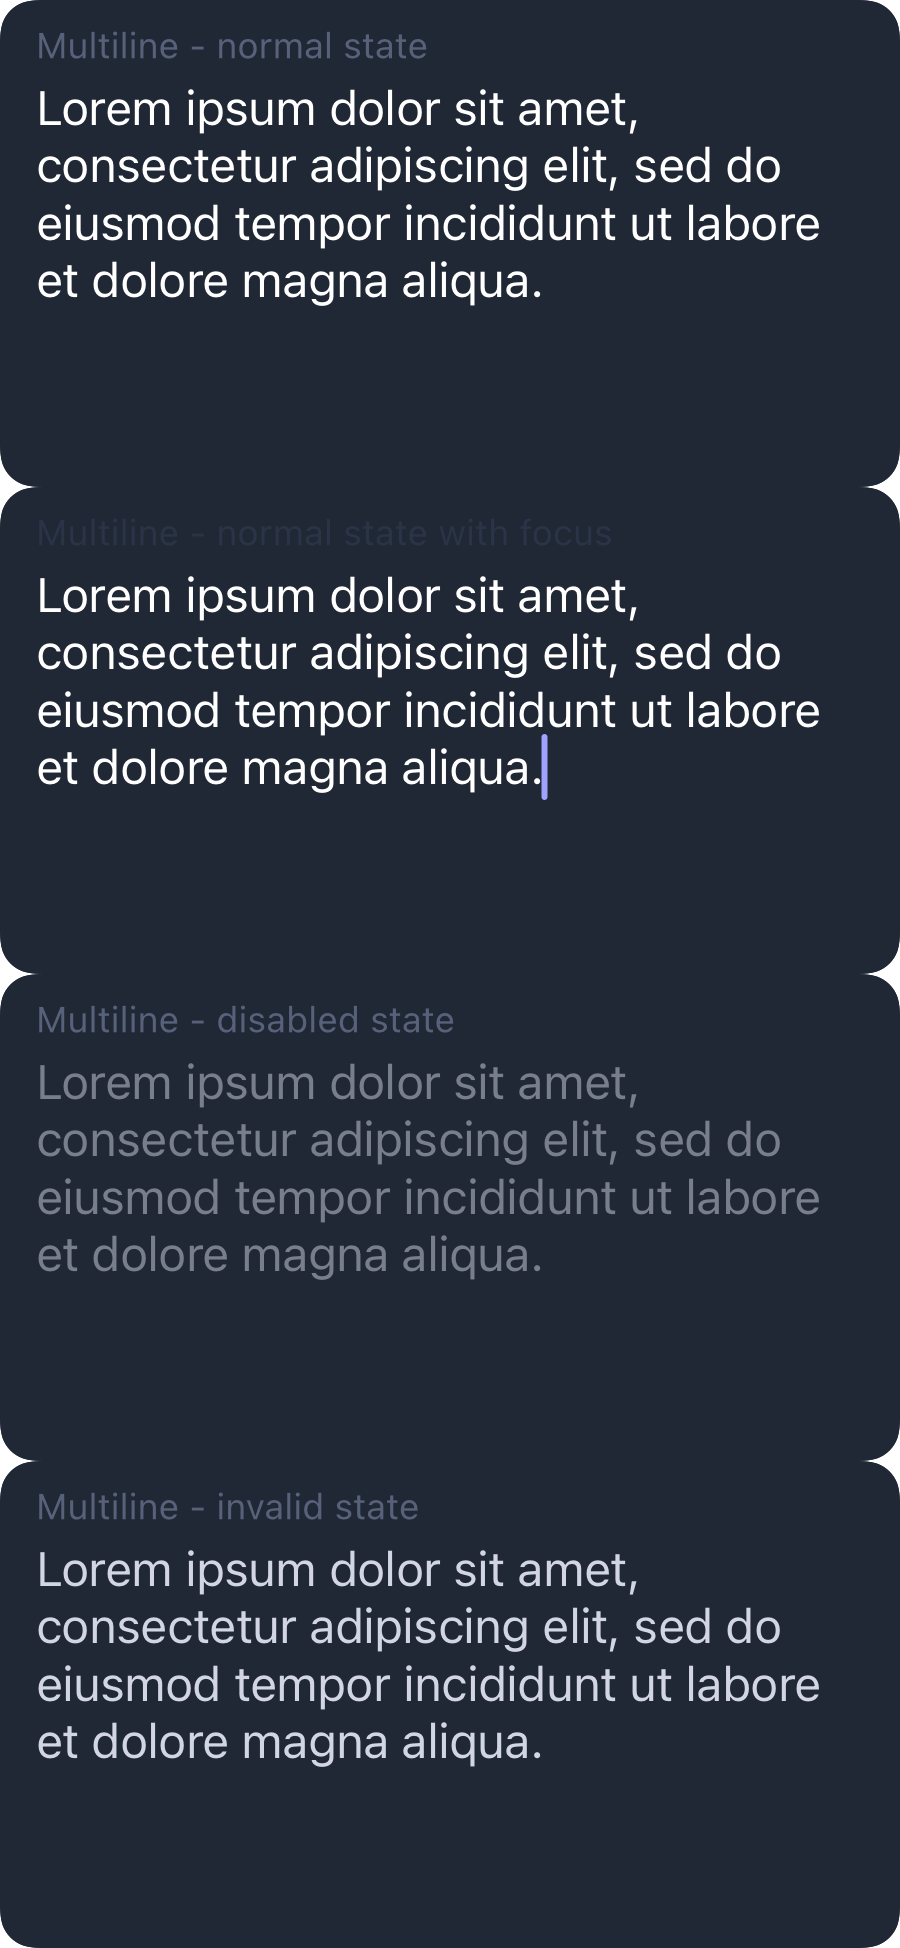 Multiline - normal state
Lorem ipsum dolor sit amet,
consectetur adipiscing elit, sed do
eiusmod tempor incididunt ut labore
et dolore magna aliqua.
Multiline - normal state with focus
Lorem ipsum dolor sit amet,
consectetur adipiscing elit, sed do
eiusmod tempor incididunt ut labore
et dolore magna aliqua.
Multiline - disabled state
Lorem ipsum dolor sit amet,
consectetur adipiscing elit, sed do
eiusmod tempor incididunt ut labore
et dolore magna aliqua.
Multiline - invalid state
Lorem ipsum dolor sit amet,
consectetur adipiscing elit, sed do
eiusmod tempor incididunt ut labore
et dolore magna aliqua.